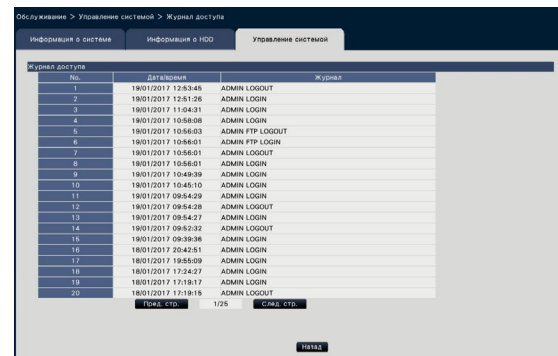 Обслуживание > Управление системой > Журнал доступа
Информация о системе Информация о HDD Управление системой
Журнал доступа
No. Дата/время Журнал
1 19/01/2017 12:53:45 ADMIN LOGOUT
2 19/01/2017 12:51:26 ADMIN LOGIN
3 19/01/2017 11:04:31 ADMIN LOGIN
4 19/01/2017 10:58:08 ADMIN LOGIN
5 19/01/2017 10:56:03 ADMIN FTP LOGOUT
6 19/01/2017 10:56:01 ADMIN FTP LOGIN
7 19/01/2017 10:56:01 ADMIN LOGOUT
8 19/01/2017 10:56:01 ADMIN LOGIN
9 19/01/2017 10:49:39 ADMIN LOGIN
10 19/01/2017 10:45:10 ADMIN LOGIN
11 19/01/2017 09:54:29 ADMIN LOGIN
12 19/01/2017 09:54:28 ADMIN LOGOUT
13 19/01/2017 09:54:27 ADMIN LOGIN
14 19/01/2017 09:52:32 ADMIN LOGOUT
15 19/01/2017 09:39:36 ADMIN LOGIN
16 18/01/2017 20:42:51 ADMIN LOGIN
17 18/01/2017 19:55:09 ADMIN LOGIN
18 18/01/2017 17:24:27 ADMIN LOGIN
19 18/01/2017 17:19:17 ADMIN LOGIN
20 18/01/2017 17:19:15 ADMIN LOGOUT
Пред. стр. 1/25 След. стр.
Назад